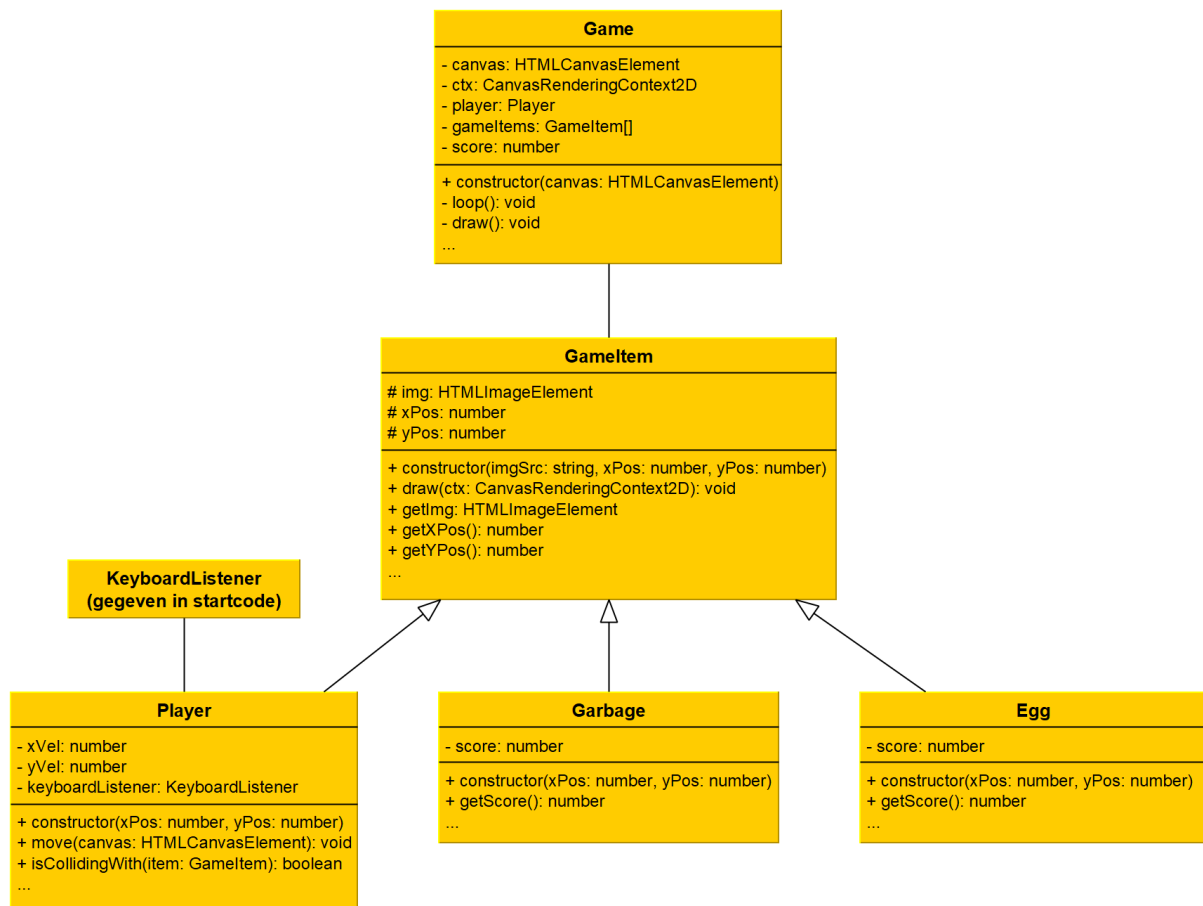 Game
- canvas: HTMLCanvasElement
- ctx: CanvasRenderingContext2D
- player: Player
- gameItems: GameItem[]
- score: number
+ constructor(canvas: HTMLCanvasElement)
- loop(): void
- draw(): void
...
GameItem
# img: HTMLImageElement
# xPos: number
# yPos: number
+ constructor(imgSrc: string, xPos: number, yPos: number)
+ draw(ctx: CanvasRenderingContext2D): void
+ getImg: HTMLImageElement
+ getXPos(): number
+ getYPos(): number
...
KeyboardListener
(gegeven in startcode)
Player
- xVel: number
- yVel: number
- keyboardListener: KeyboardListener
+ constructor(xPos: number, yPos: number)
+ move(canvas: HTMLCanvasElement): void
+ isCollidingWith(item: GameItem): boolean
...
Garbage
- score: number
+ constructor(xPos: number, yPos: number)
+ getScore(): number
...
Egg
- score: number
+ constructor(xPos: number, yPos: number)
+ getScore(): number
...